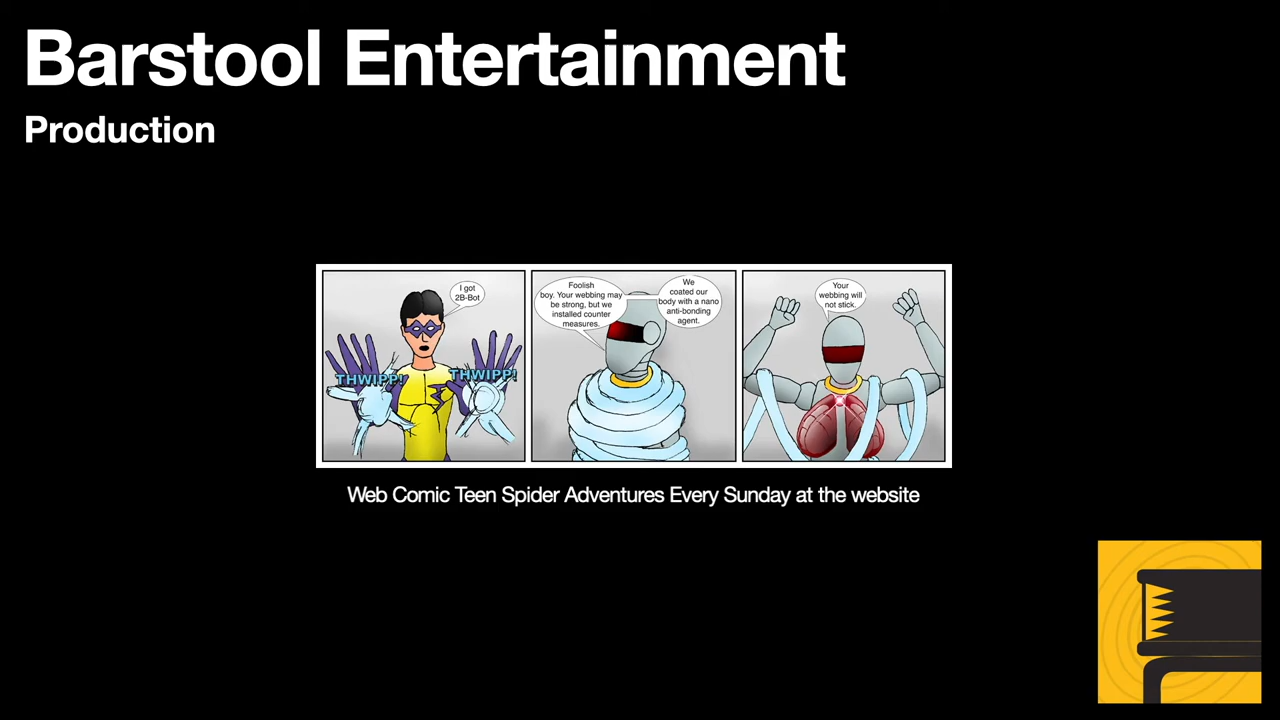 Barstool Entertainment
Production
I got
2B-Bot
THWIPP!
THWIPP!
Foolish
boy. Your webbing may
be strong, but we
installed counter
measures.
We
coated our
body with a nano
anti-bonding
agent.
Your
webbing will
not stick.
Web Comic Teen Spider Adventures Every Sunday at the website